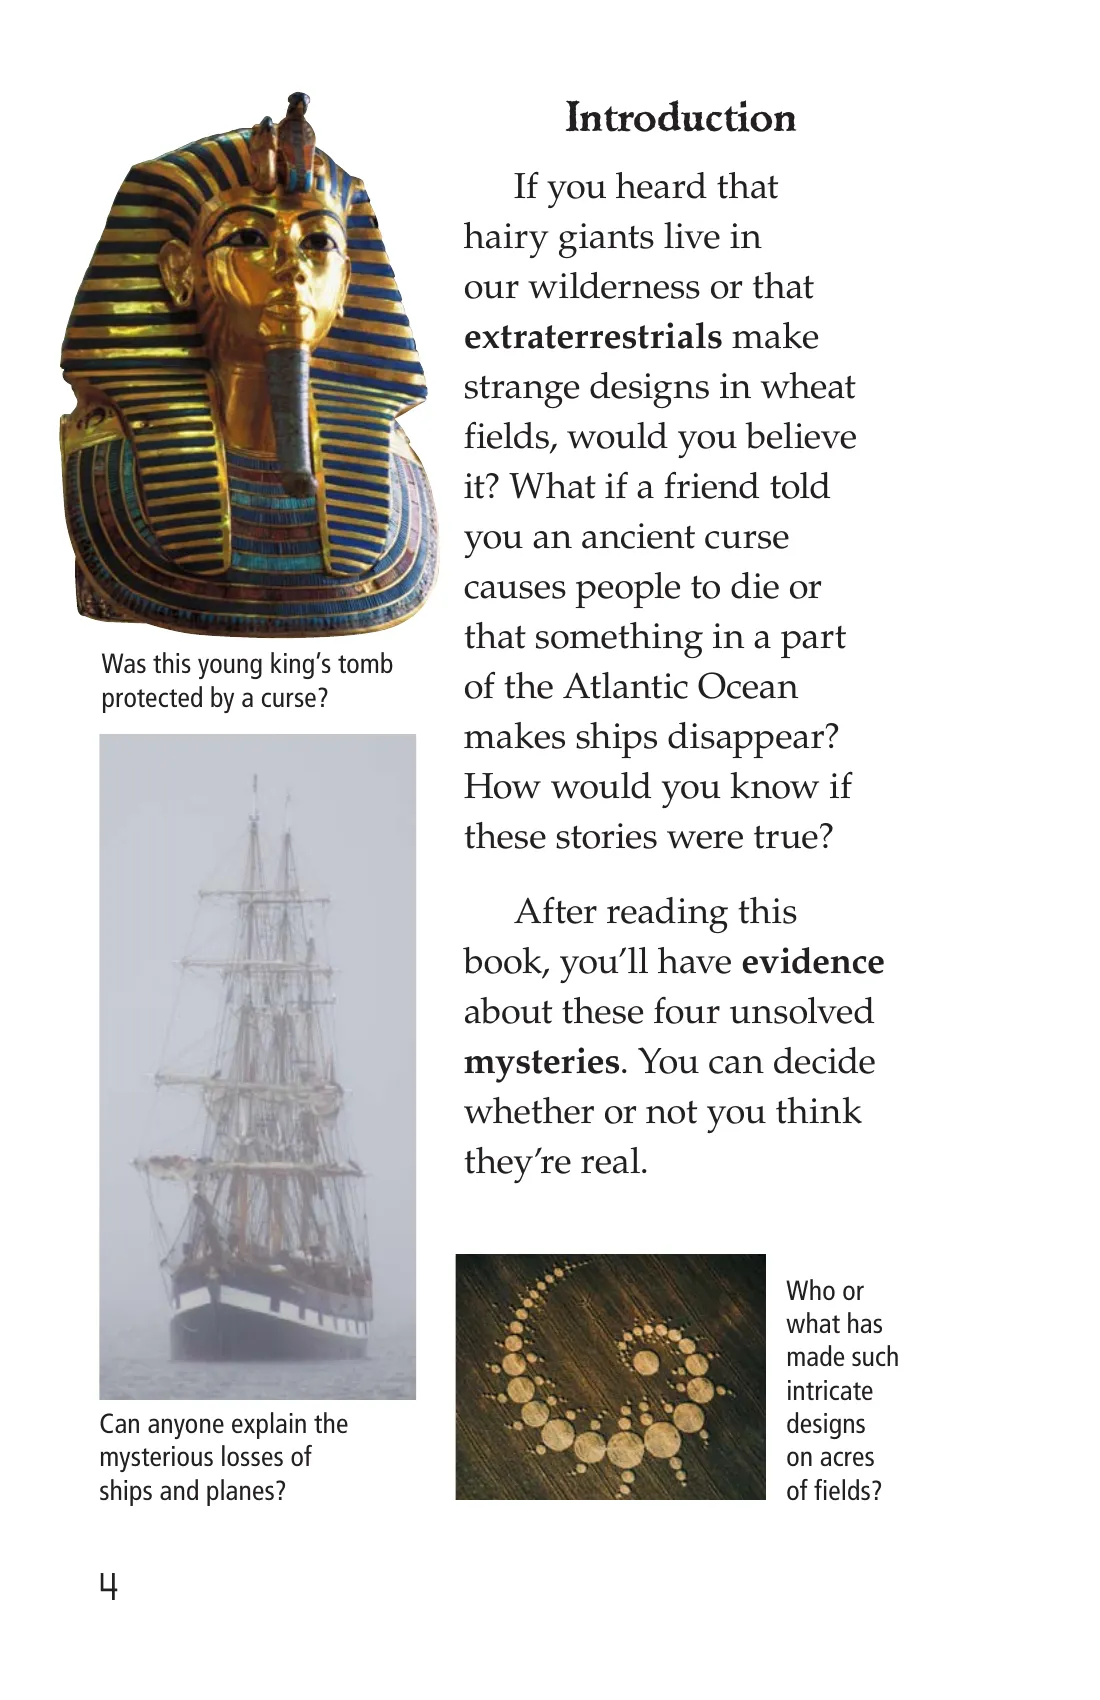 Introduction
If you heard that
hairy giants live in
our wilderness or that
extraterrestrials make
strange designs in wheat
fields, would you believe
it? What if a friend told
you an ancient curse
causes people to die or
that something in a part
of the Atlantic Ocean
makes ships disappear?
How would you know if
these stories were true?
After reading this
book, you’ll have evidence
about these four unsolved
mysteries. You can decide
whether or not you think
they’re real.
Was this young king’s tomb
protected by a curse?
Can anyone explain the
mysterious losses of
ships and planes?
Who or
what has
made such
intricate
designs
on acres
of fields?
4